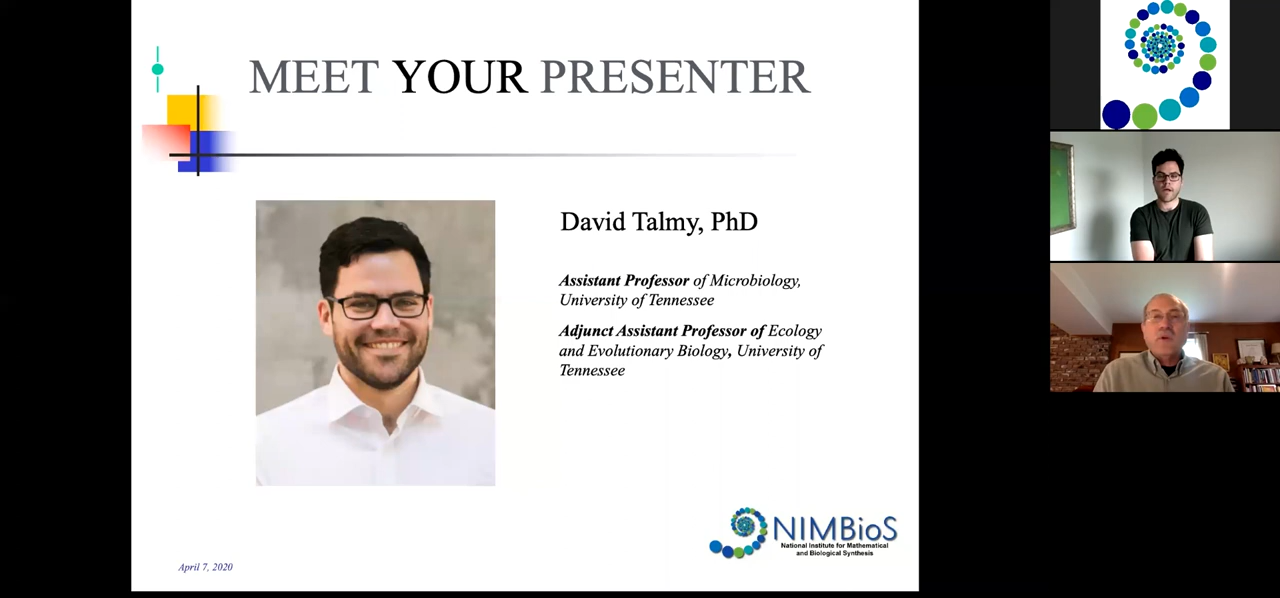 MEET YOUR PRESENTER
David Talmy, PhD
Assistant Professor of Microbiology,
University of Tennessee
Adjunct Assistant Professor of Ecology
and Evolutionary Biology, University of
Tennessee
NIMBioS
National Institute for Mathematical
and Biological Synthesis
April 7, 2020